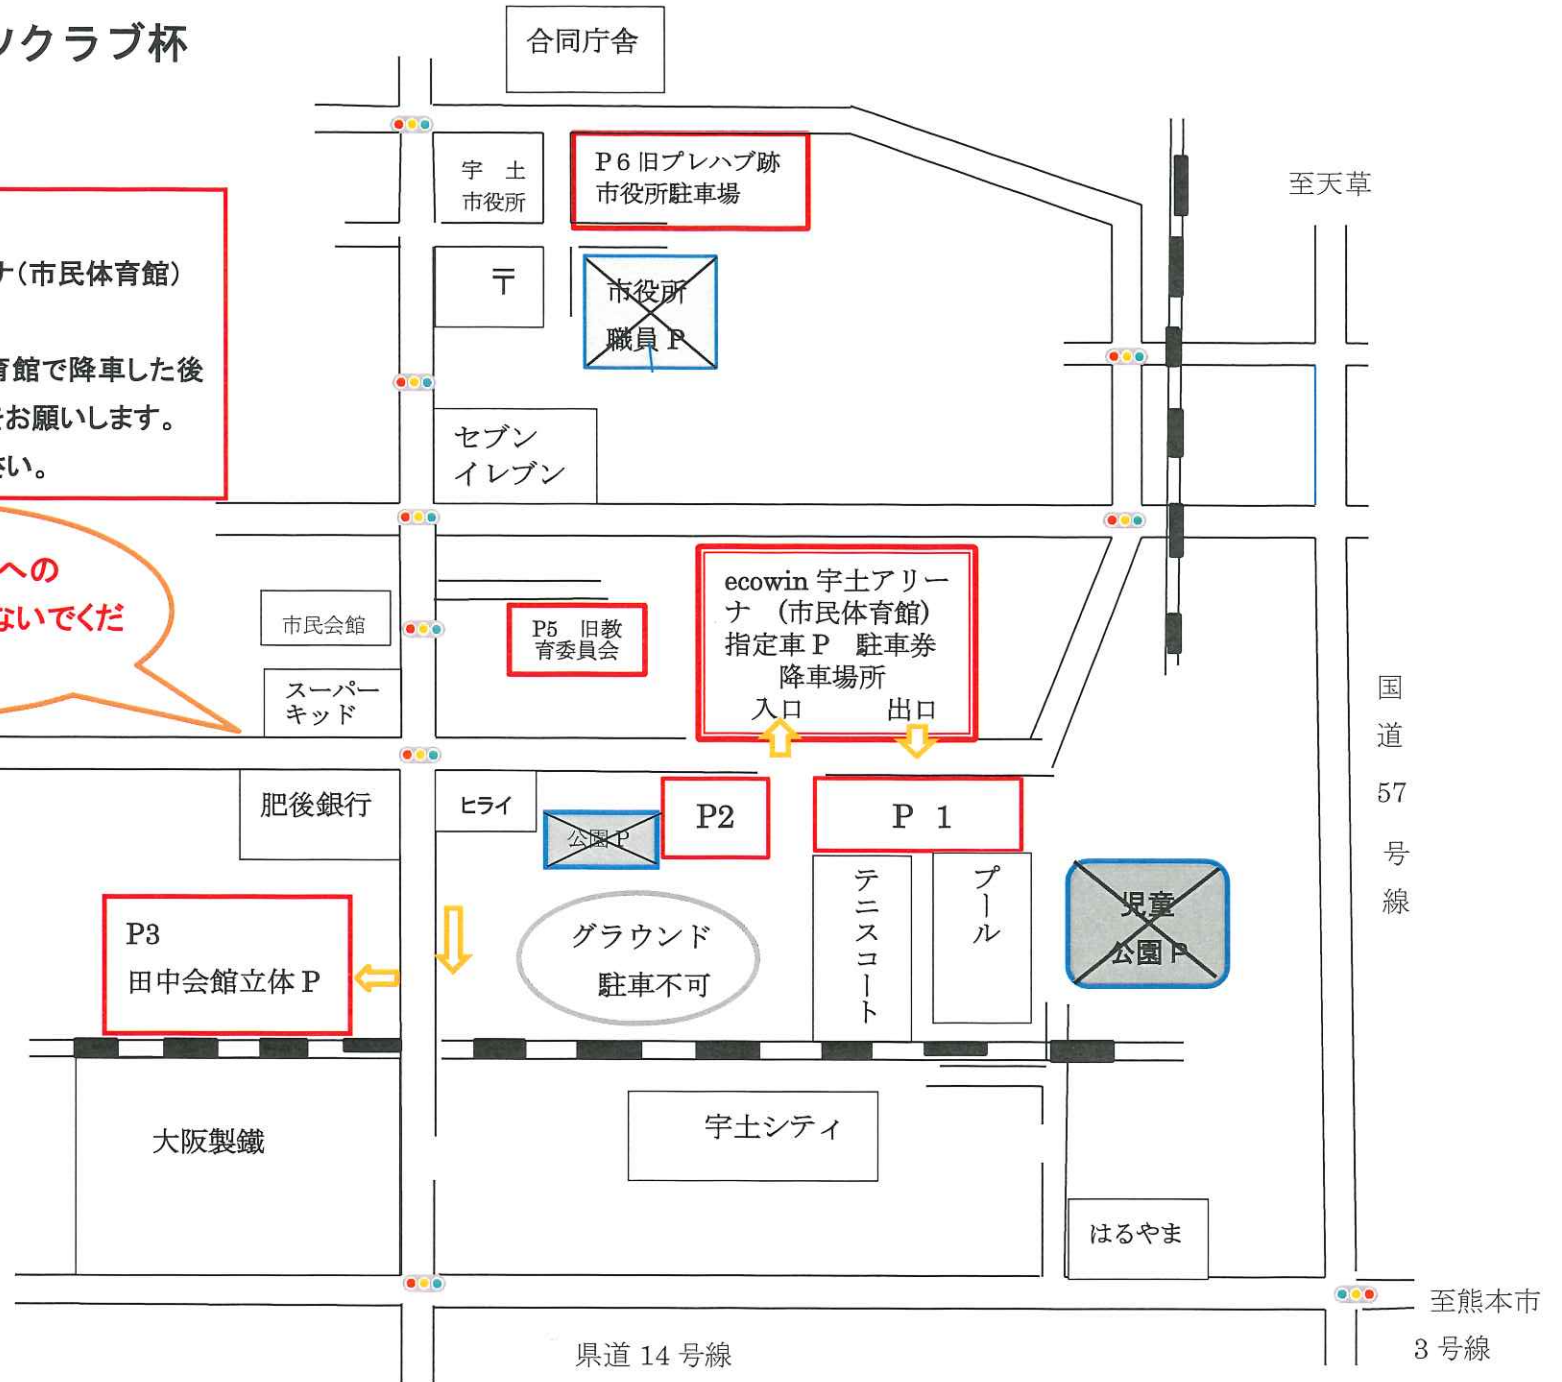 ツクラブ杯
合同庁舎
宇 土
市役所
P6旧プレハブ跡
市役所駐車場
至天草
ナ（市民体育館）
育館で降車した後
をお願いします。
さい。
〒
市役所
職員 P
セブン
イレブン
への
ないでくだ
市民会館
P5 旧教
育委員会
ecowin 宇土アリー
ナ （市民体育館）
指定車 P 駐車券
降車場所
入口 出口
スーパー
キッド
国道57号線
肥後銀行
ヒライ
公園 P
P2
P 1
テニスコート
プール
児童
公園 P
P3
田中会館立体 P
グラウンド
駐車不可
大阪製鐵
宇土シティ
はるやま
至熊本市
3 号線
県道 14 号線